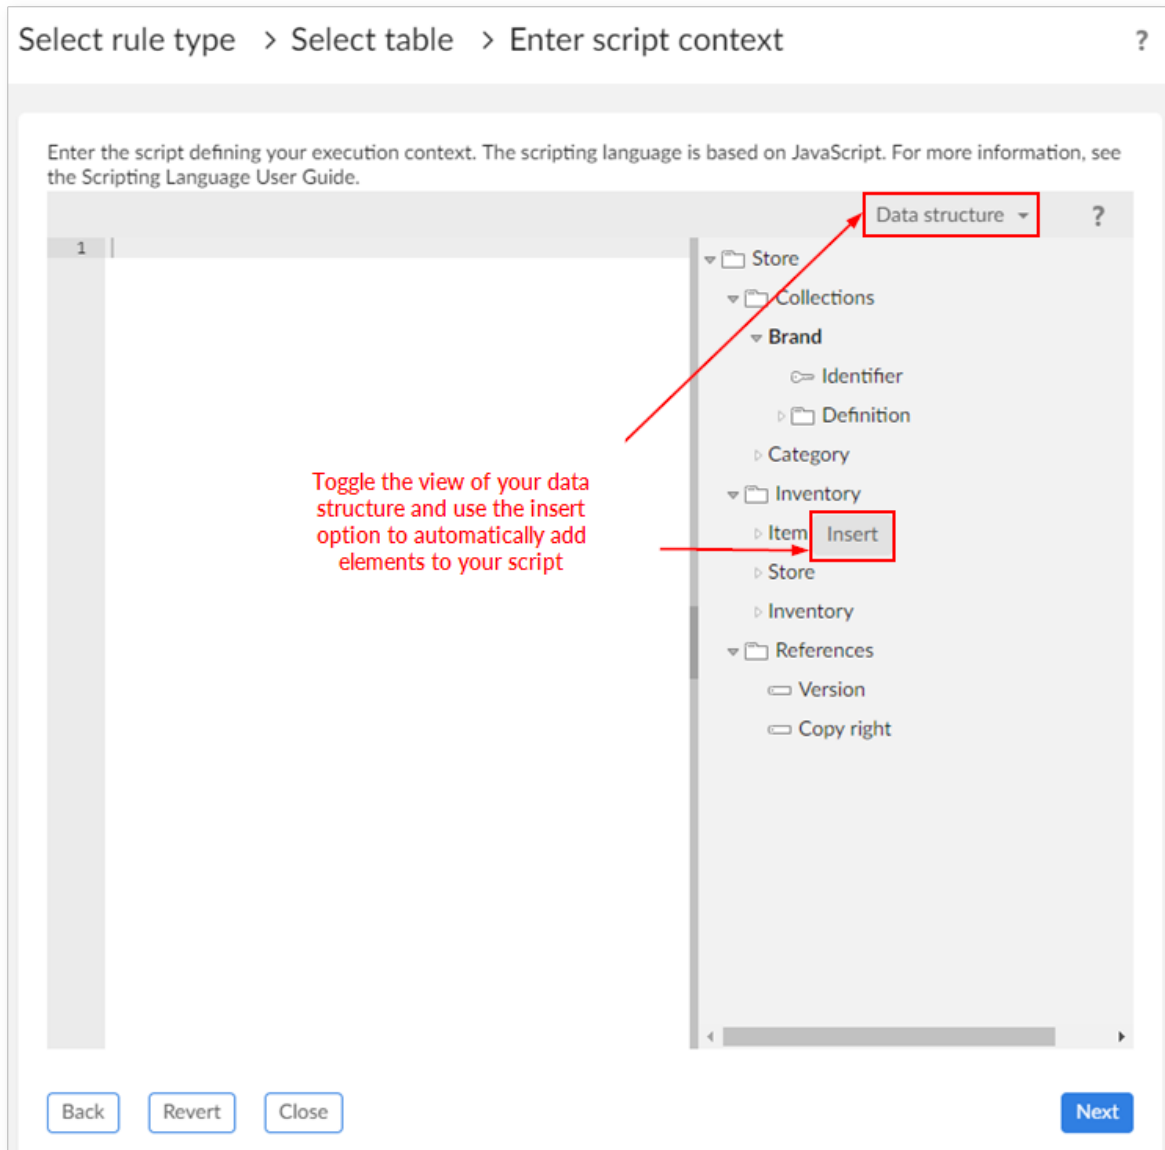 Select rule type > Select table > Enter script context ?
Enter the script defining your execution context. The scripting language is based on JavaScript. For more information, see
the Scripting Language User Guide.
Data structure ?
1
Store
Collections
Brand
Identifier
Definition
Category
Inventory
Item Insert
Store
Inventory
References
Version
Copy right
Toggle the view of your data
structure and use the insert
option to automatically add
elements to your script
Back Revert Close Next